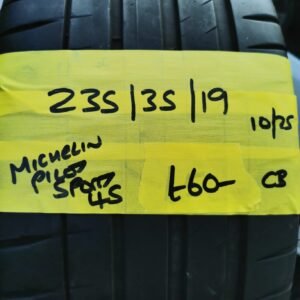 235/35/19
10/25
MICHELIN
PILOT
SPORT
4S
£60-
CB